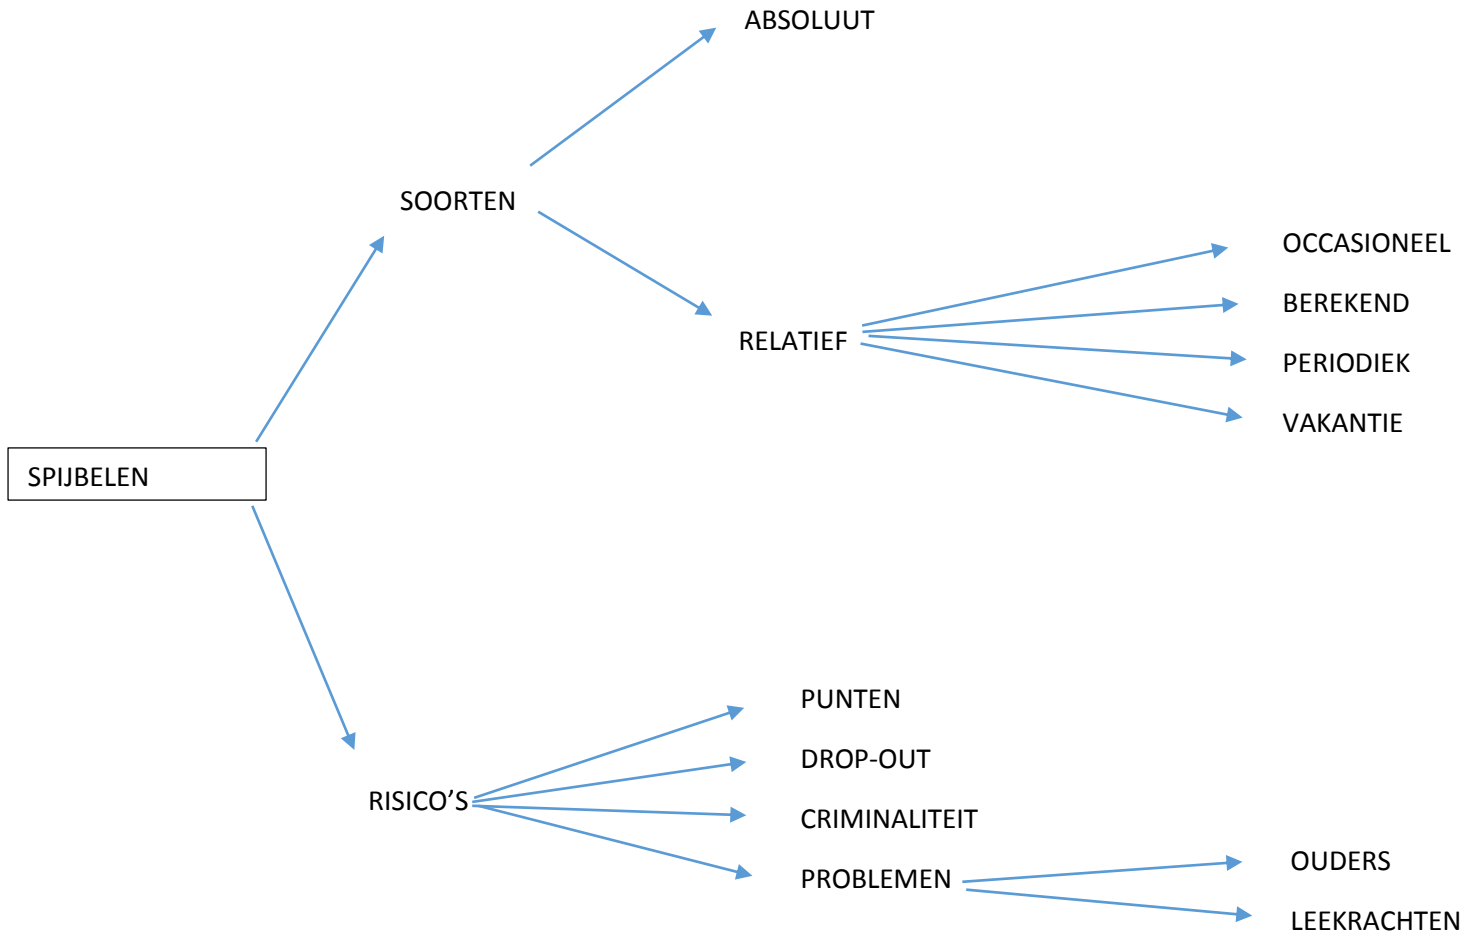 ABSOLUUT
SOORTEN
OCCASIONEEL
BEREKEND
RELATIEF
PERIODIEK
VAKANTIE
SPIJBELEN
PUNTEN
DROP-OUT
RISICO’S
CRIMINALITEIT
PROBLEMEN
OUDERS
LEEKRACHTEN